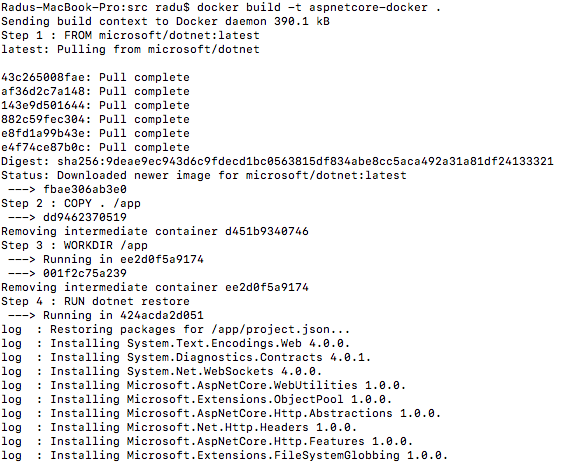 Radus-MacBook-Pro:src radu$ docker build -t aspnetcore-docker .
Sending build context to Docker daemon 390.1 kB
Step 1 : FROM microsoft/dotnet:latest
latest: Pulling from microsoft/dotnet

43c265008fae: Pull complete
af36d2c7a148: Pull complete
143e9d501644: Pull complete
882c59fec304: Pull complete
e8fd1a99b43e: Pull complete
e4f74ce87b0c: Pull complete
Digest: sha256:9deae9ec943d6c9fdecd1bc0563815df834abe8cc5aca492a31a81df24133321
Status: Downloaded newer image for microsoft/dotnet:latest
 ---> fbae306ab3e0
Step 2 : COPY . /app
 ---> dd9462370519
Removing intermediate container d451b9340746
Step 3 : WORKDIR /app
 ---> Running in ee2d0f5a9174
 ---> 001f2c75a239
Removing intermediate container ee2d0f5a9174
Step 4 : RUN dotnet restore
 ---> Running in 424acda2d051
log  : Restoring packages for /app/project.json...
log  : Installing System.Text.Encodings.Web 4.0.0.
log  : Installing System.Diagnostics.Contracts 4.0.1.
log  : Installing System.Net.WebSockets 4.0.0.
log  : Installing Microsoft.AspNetCore.WebUtilities 1.0.0.
log  : Installing Microsoft.Extensions.ObjectPool 1.0.0.
log  : Installing Microsoft.AspNetCore.Http.Abstractions 1.0.0.
log  : Installing Microsoft.Net.Http.Headers 1.0.0.
log  : Installing Microsoft.AspNetCore.Http.Features 1.0.0.
log  : Installing Microsoft.Extensions.FileSystemGlobbing 1.0.0.